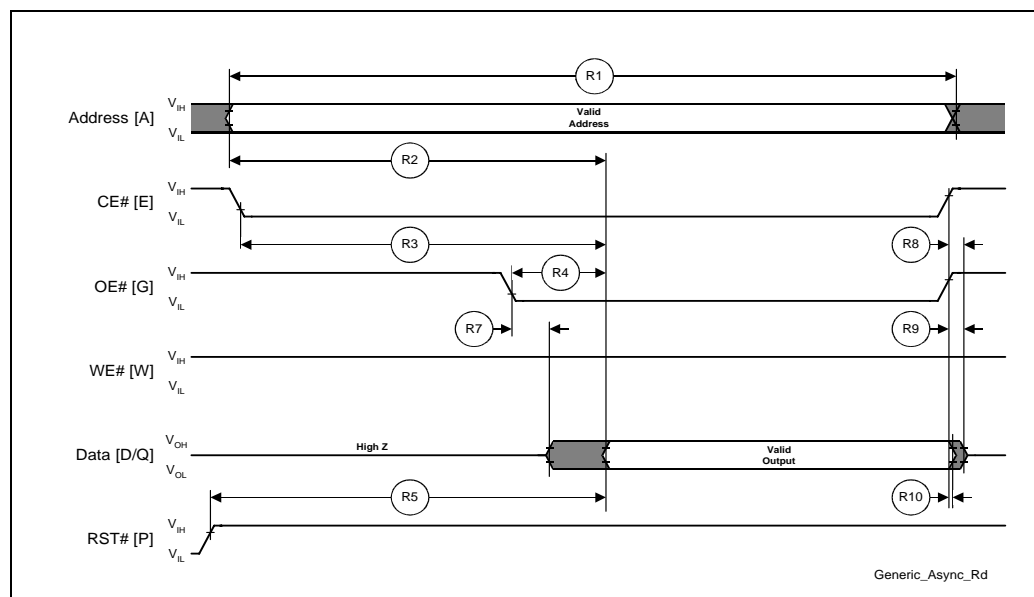 R1
Address [A]
VIH
VIL
Valid
Address
R2
CE# [E]
VIH
VIL
R3
R8
OE# [G]
VIH
VIL
R4
R7
R9
WE# [W]
VIH
VIL
Data [D/Q]
VOH
VOL
High Z
Valid
Output
R5
R10
RST# [P]
VIH
VIL
Generic_Async_Rd